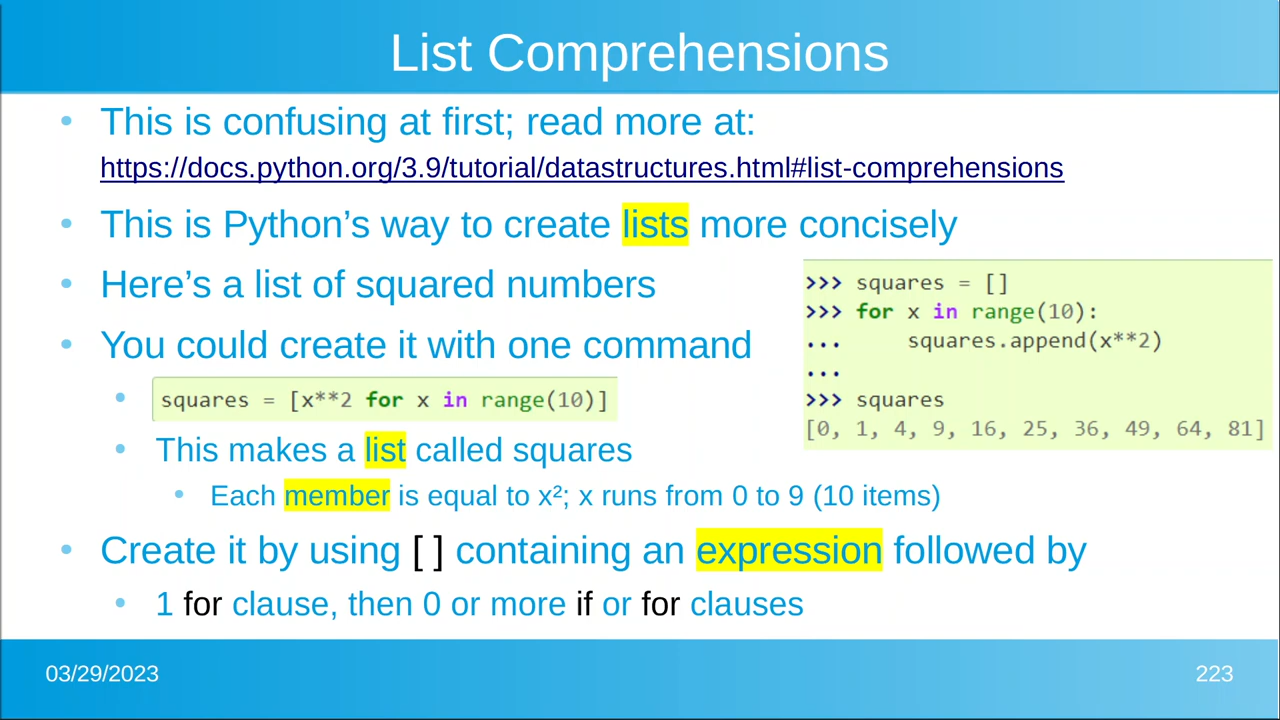 List Comprehensions
• This is confusing at first; read more at:
https://docs.python.org/3.9/tutorial/datastructures.html#list-comprehensions
• This is Python’s way to create lists more concisely
• Here’s a list of squared numbers
• You could create it with one command
• squares = [x**2 for x in range(10)]
• This makes a list called squares
• Each member is equal to x²; x runs from 0 to 9 (10 items)
>>> squares = []
>>> for x in range(10):
...     squares.append(x**2)
...
>>> squares
[0, 1, 4, 9, 16, 25, 36, 49, 64, 81]
• Create it by using [ ] containing an expression followed by
• 1 for clause, then 0 or more if or for clauses
03/29/2023
223